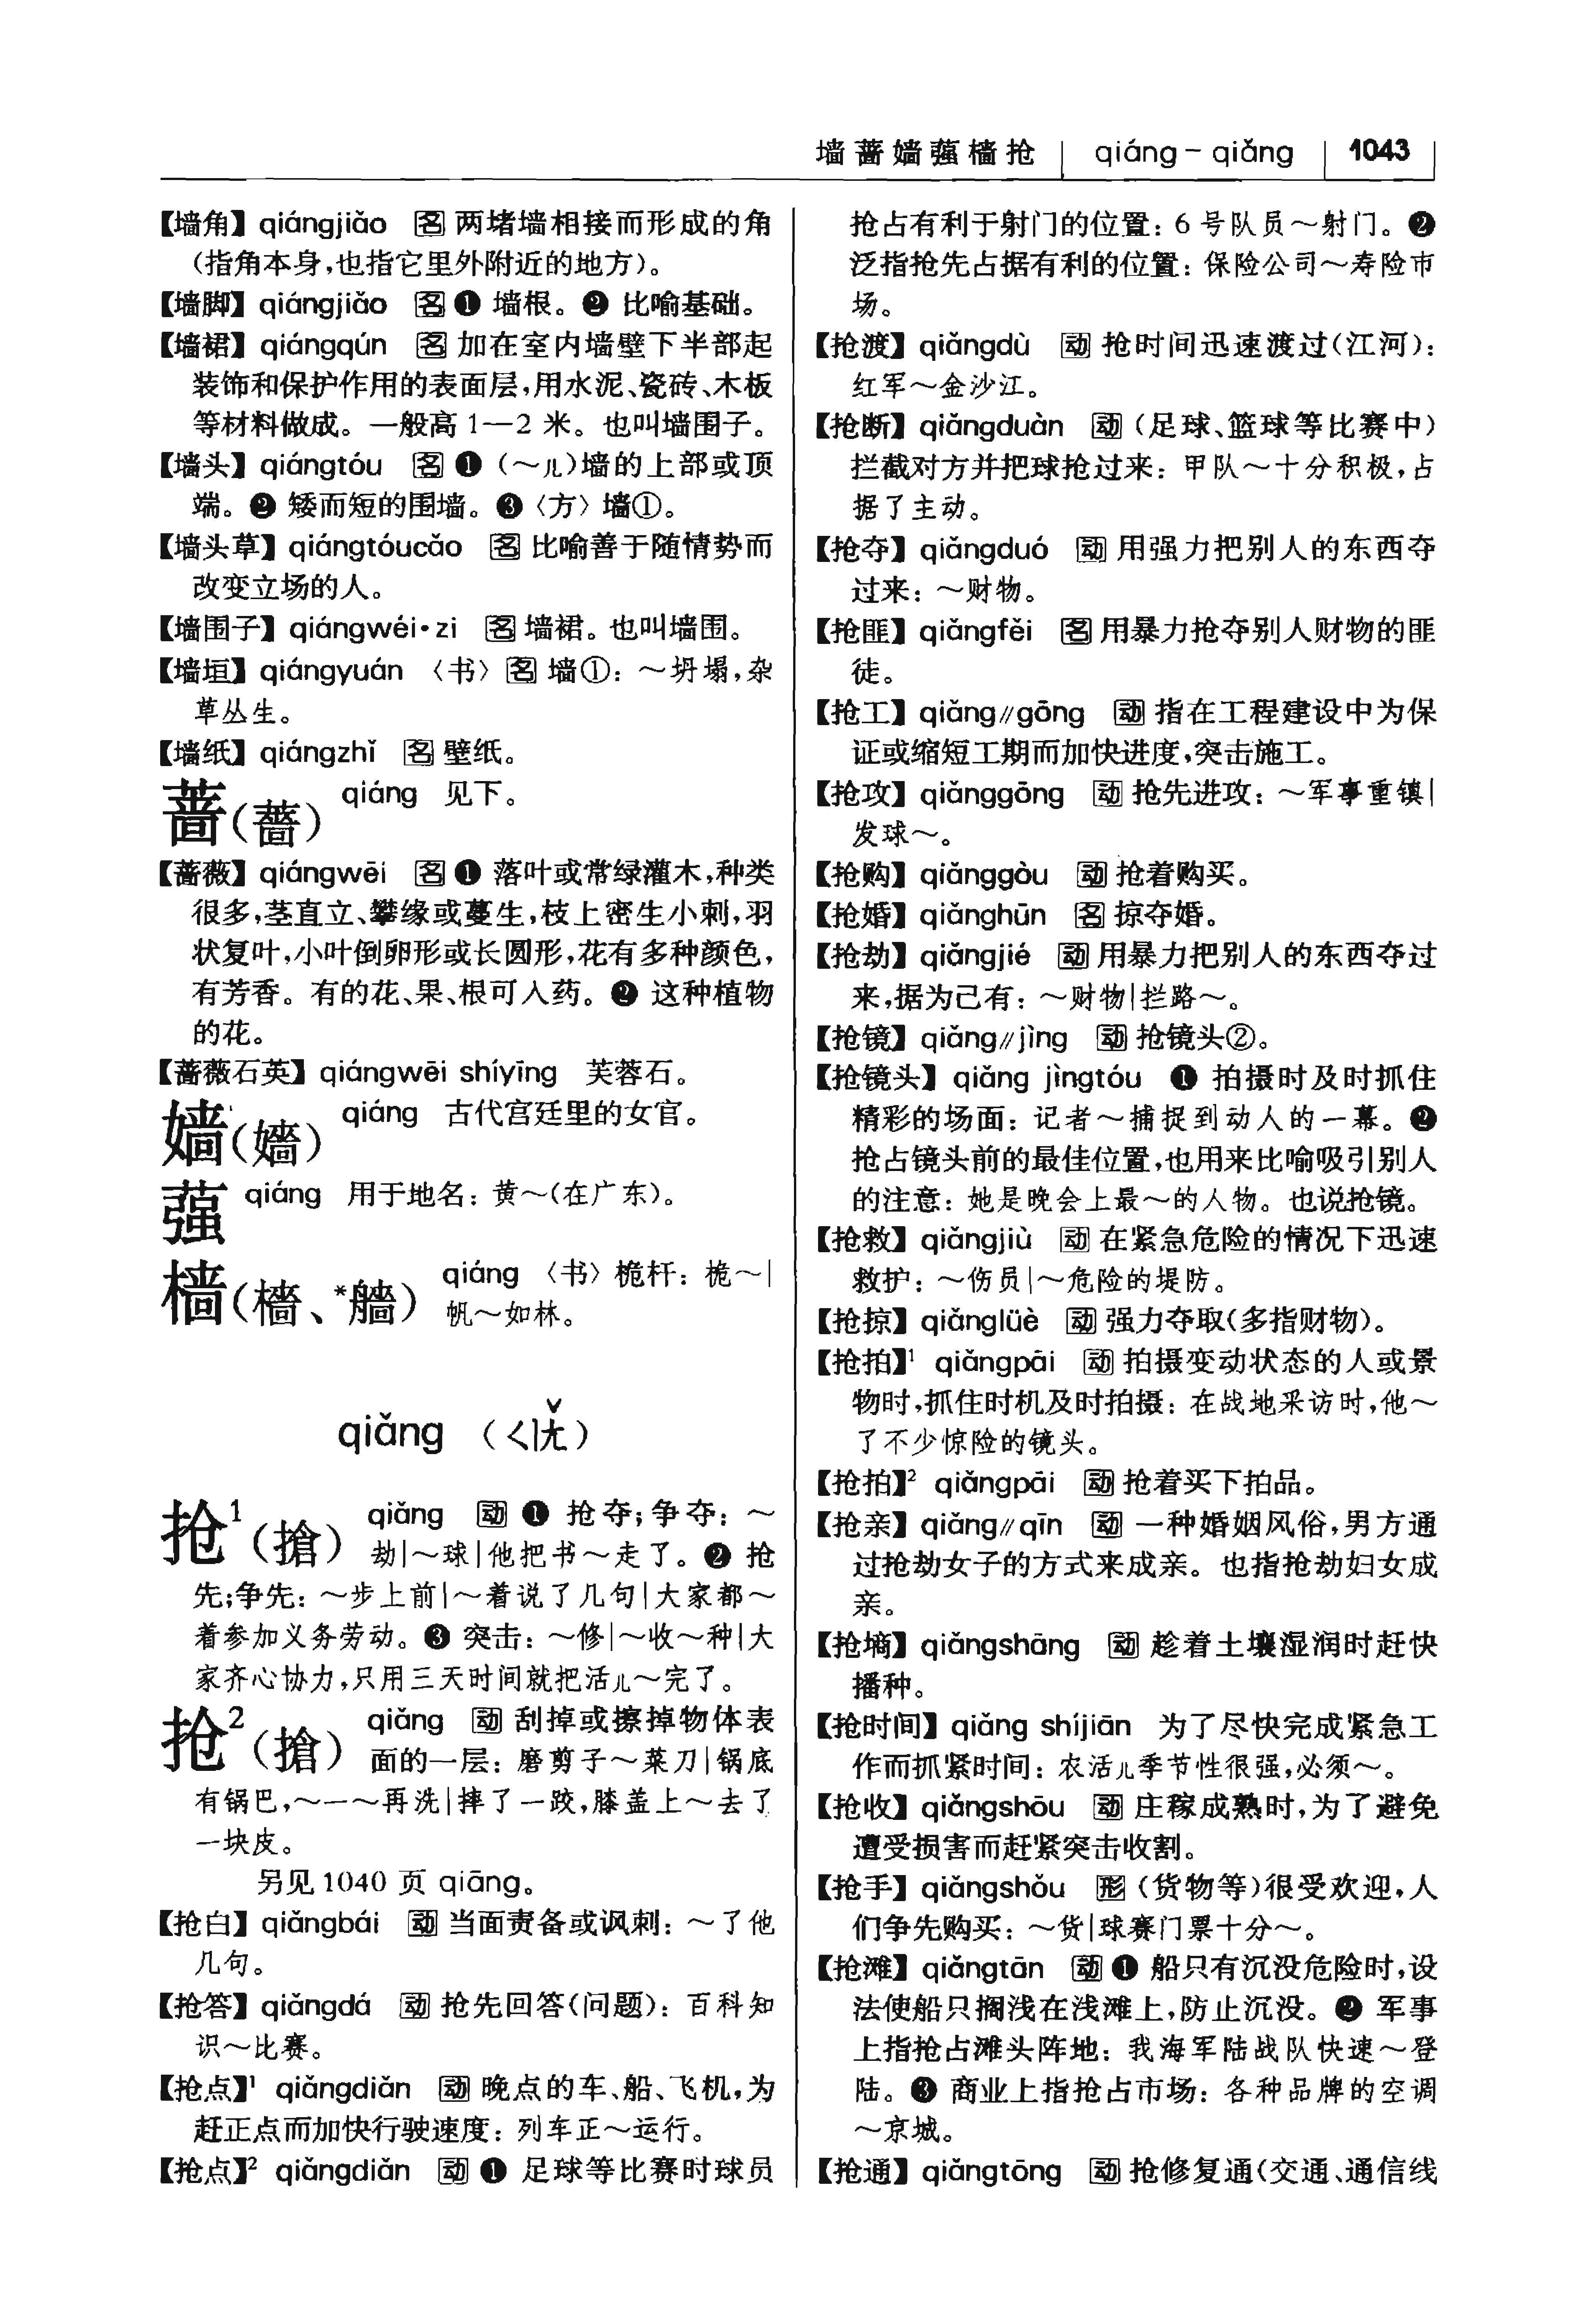 墙蔷嫱蔃樯抢 qiáng－qiǎng 1043
【墙角】qiángjiǎo 名 两堵墙相接而形成的角
（指角本身，也指它里外附近的地方）。
【墙脚】qiángjiǎo 名 ❶ 墙根。❷ 比喻基础。
【墙裙】qiángqún 名 加在室内墙壁下半部起
装饰和保护作用的表面层，用水泥、瓷砖、木板
等材料做成。一般高 1—2 米。也叫墙围子。
【墙头】qiángtóu 名 ❶（～儿）墙的上部或顶
端。❷ 矮而短的围墙。❸〈方〉墙①。
【墙头草】qiángtóucǎo 名 比喻善于随情势而
改变立场的人。
【墙围子】qiángwéi·zi 名 墙裙。也叫墙围。
【墙垣】qiángyuán 〈书〉名 墙①：～坍塌，杂
草丛生。
【墙纸】qiángzhǐ 名 壁纸。
蔷（薔） qiáng 见下。
【蔷薇】qiángwēi 名 ❶ 落叶或常绿灌木，种类
很多，茎直立、攀缘或蔓生，枝上密生小刺，羽
状复叶，小叶倒卵形或长圆形，花有多种颜色，
有芳香。有的花、果、根可入药。❷ 这种植物
的花。
【蔷薇石英】qiángwēi shíyīng 芙蓉石。
嫱（嬙） qiáng 古代宫廷里的女官。
蔃 qiáng 用于地名：黄～（在广东）。
樯（檣、*艢） qiáng 〈书〉桅杆：桅～|
帆～如林。
qiǎng （ㄑㄧㄤˇ）
抢1（搶） qiǎng 动 ❶ 抢夺；争夺：～
劫|～球|他把书～走了。❷ 抢
先；争先：～步上前|～着说了几句|大家都～
着参加义务劳动。❸ 突击：～修|～收～种|大
家齐心协力，只用三天时间就把活儿～完了。
抢2（搶） qiǎng 动 刮掉或擦掉物体表
面的一层：磨剪子～菜刀|锅底
有锅巴，～一～再洗|摔了一跤，膝盖上～去了
一块皮。
另见 1040 页 qiāng。
【抢白】qiǎngbái 动 当面责备或讽刺：～了他
几句。
【抢答】qiǎngdá 动 抢先回答（问题）：百科知
识～比赛。
【抢点】1 qiǎngdiǎn 动 晚点的车、船、飞机，为
赶正点而加快行驶速度：列车正～运行。
【抢点】2 qiǎngdiǎn 动 ❶ 足球等比赛时球员
抢占有利于射门的位置：6 号队员～射门。❷
泛指抢先占据有利的位置：保险公司～寿险市
场。
【抢渡】qiǎngdù 动 抢时间迅速渡过（江河）：
红军～金沙江。
【抢断】qiǎngduàn 动（足球、篮球等比赛中）
拦截对方并把球抢过来：甲队～十分积极，占
据了主动。
【抢夺】qiǎngduó 动 用强力把别人的东西夺
过来：～财物。
【抢匪】qiǎngfěi 名 用暴力抢夺别人财物的匪
徒。
【抢工】qiǎng//gōng 动 指在工程建设中为保
证或缩短工期而加快进度，突击施工。
【抢攻】qiǎnggōng 动 抢先进攻：～军事重镇|
发球～。
【抢购】qiǎnggòu 动 抢着购买。
【抢婚】qiǎnghūn 名 掠夺婚。
【抢劫】qiǎngjié 动 用暴力把别人的东西夺过
来，据为己有：～财物|拦路～。
【抢镜】qiǎng//jìng 动 抢镜头②。
【抢镜头】qiǎng jìngtóu ❶ 拍摄时及时抓住
精彩的场面：记者～捕捉到动人的一幕。❷
抢占镜头前的最佳位置，也用来比喻吸引别人
的注意：她是晚会上最～的人物。也说抢镜。
【抢救】qiǎngjiù 动 在紧急危险的情况下迅速
救护：～伤员|～危险的堤防。
【抢掠】qiǎnglüè 动 强力夺取（多指财物）。
【抢拍】1 qiǎngpāi 动 拍摄变动状态的人或景
物时，抓住时机及时拍摄：在战地采访时，他～
了不少惊险的镜头。
【抢拍】2 qiǎngpāi 动 抢着买下拍品。
【抢亲】qiǎng//qīn 动 一种婚姻风俗，男方通
过抢劫女子的方式来成亲。也指抢劫妇女成
亲。
【抢墒】qiǎngshāng 动 趁着土壤湿润时赶快
播种。
【抢时间】qiǎng shíjiān 为了尽快完成紧急工
作而抓紧时间：农活儿季节性很强，必须～。
【抢收】qiǎngshōu 动 庄稼成熟时，为了避免
遭受损害而赶紧突击收割。
【抢手】qiǎngshǒu 形（货物等）很受欢迎，人
们争先购买：～货|球赛门票十分～。
【抢滩】qiǎngtān 动 ❶ 船只有沉没危险时，设
法使船只搁浅在浅滩上，防止沉没。❷ 军事
上指抢占滩头阵地：我海军陆战队快速～登
陆。❸ 商业上指抢占市场：各种品牌的空调
～京城。
【抢通】qiǎngtōng 动 抢修复通（交通、通信线